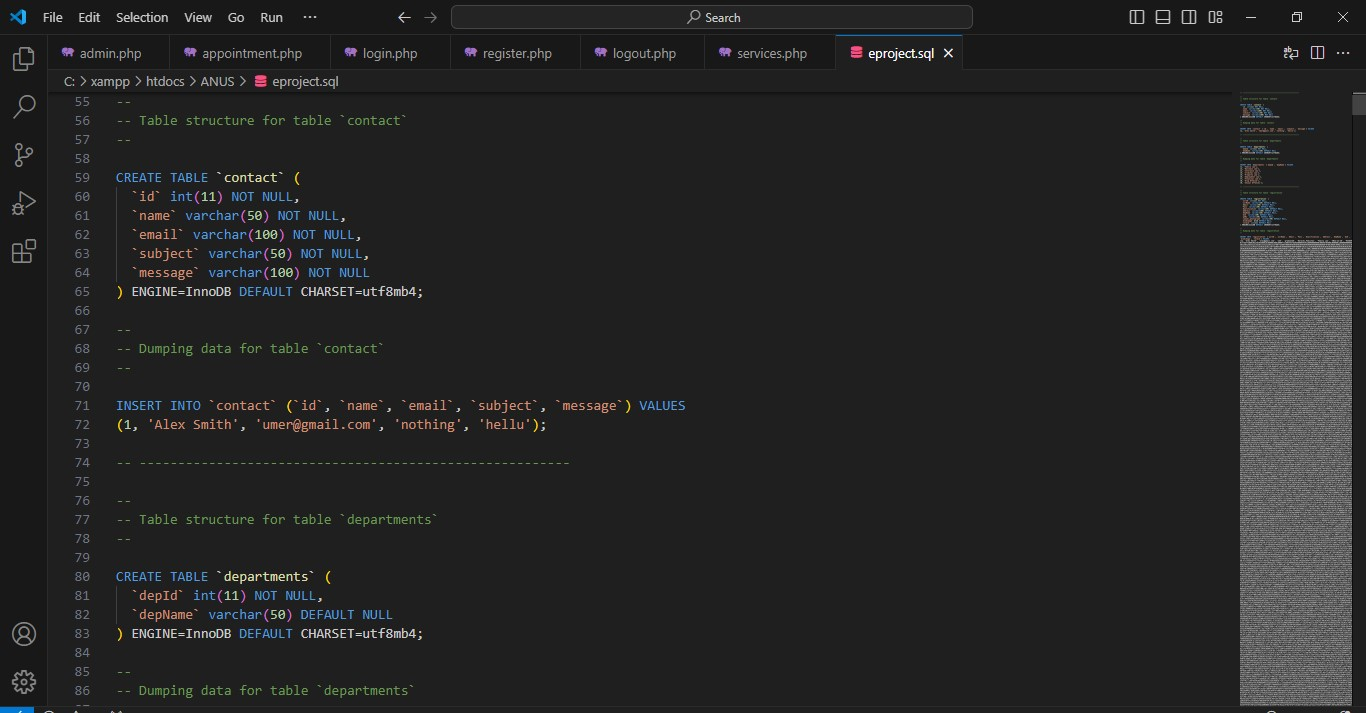 File Edit Selection View Go Run ··· Search
admin.php appointment.php login.php register.php logout.php services.php eproject.sql
C: > xampp > htdocs > ANUS > eproject.sql
55 --
56 -- Table structure for table `contact`
57 --
58
59 CREATE TABLE `contact` (
60 `id` int(11) NOT NULL,
61 `name` varchar(50) NOT NULL,
62 `email` varchar(100) NOT NULL,
63 `subject` varchar(50) NOT NULL,
64 `message` varchar(100) NOT NULL
65 ) ENGINE=InnoDB DEFAULT CHARSET=utf8mb4;
66
67 --
68 -- Dumping data for table `contact`
69 --
70
71 INSERT INTO `contact` (`id`, `name`, `email`, `subject`, `message`) VALUES
72 (1, 'Alex Smith', 'umer@gmail.com', 'nothing', 'hellu');
73
74 -- --------------------------------------------------------
75
76 --
77 -- Table structure for table `departments`
78 --
79
80 CREATE TABLE `departments` (
81 `depId` int(11) NOT NULL,
82 `depName` varchar(50) DEFAULT NULL
83 ) ENGINE=InnoDB DEFAULT CHARSET=utf8mb4;
84
85 --
86 -- Dumping data for table `departments`